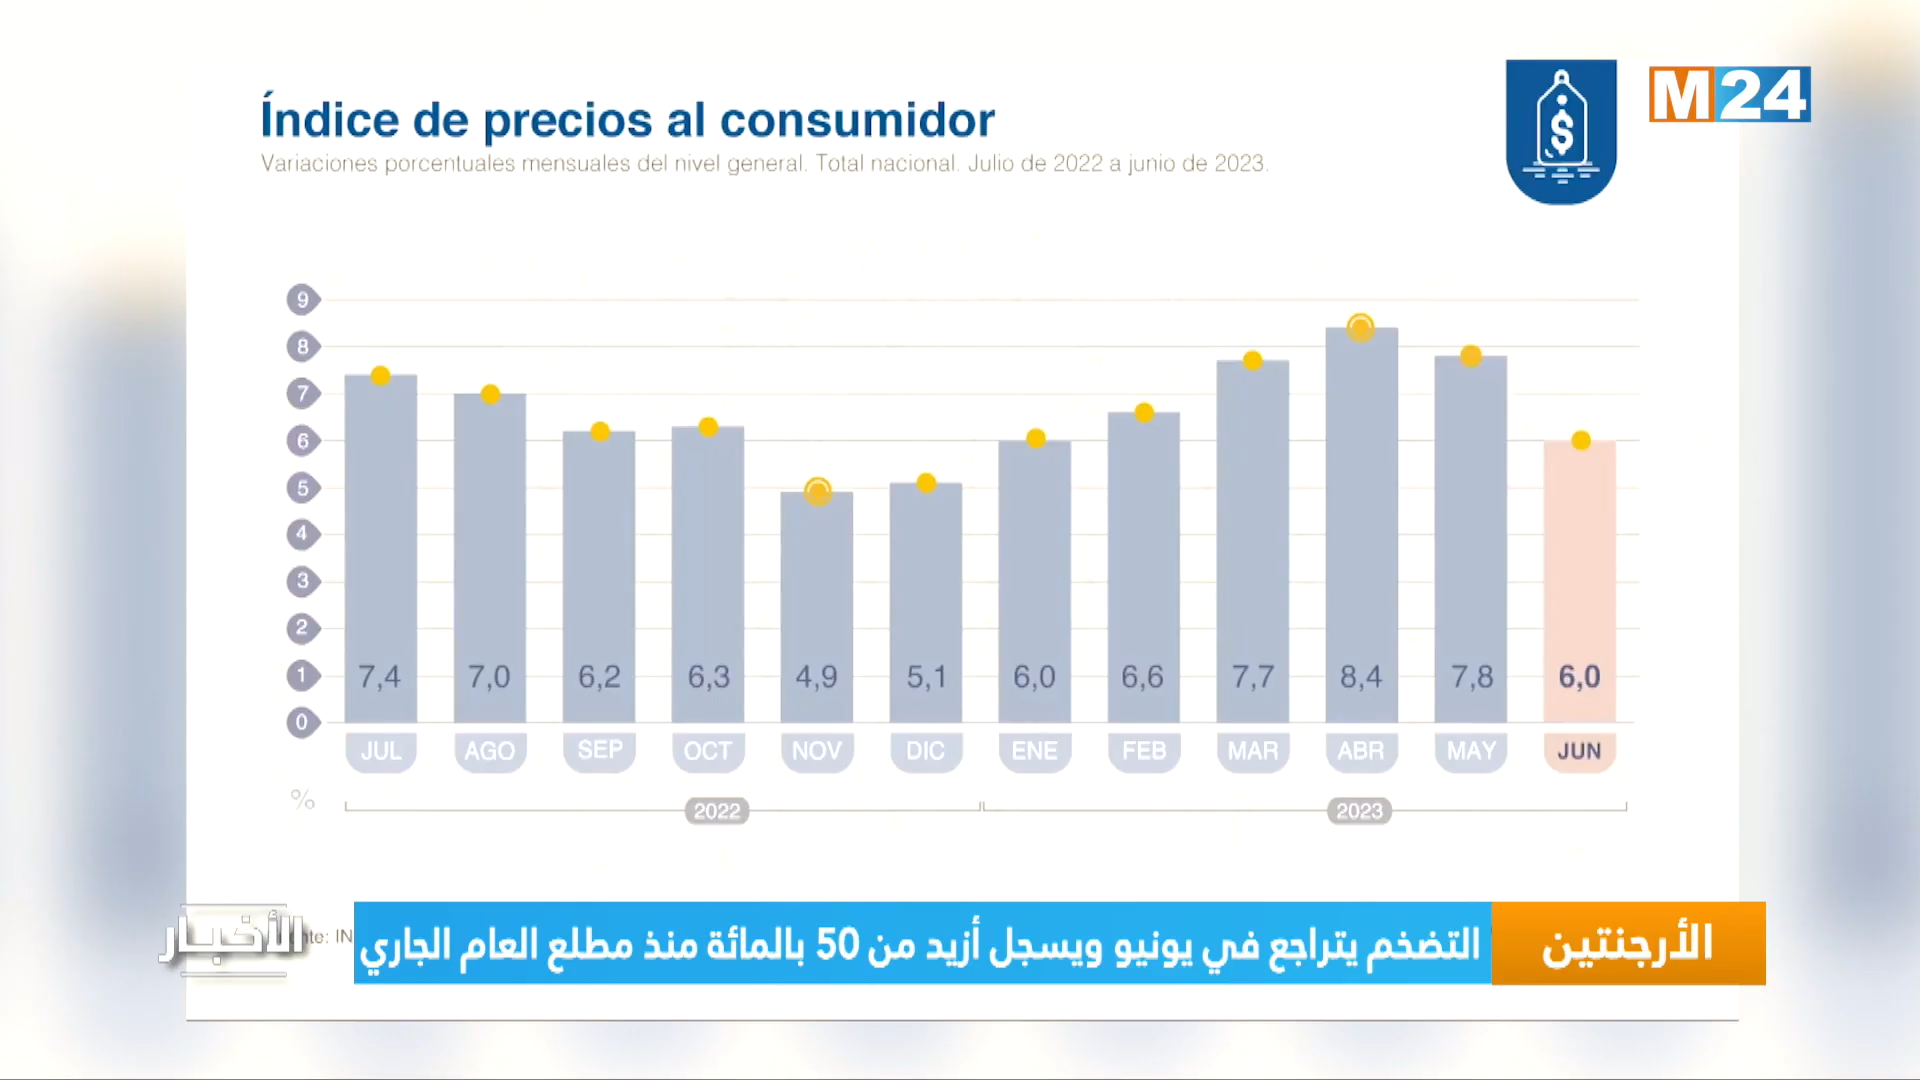 M24
Índice de precios al consumidor
Variaciones porcentuales mensuales del nivel general. Total nacional. Julio de 2022 a junio de 2023.
$
9
8
7
6
5
4
3
2
1
0
7,4 7,0 6,2 6,3 4,9 5,1 6,0 6,6 7,7 8,4 7,8 6,0
JUL AGO SEP OCT NOV DIC ENE FEB MAR ABR MAY JUN
%
2022 2023
الأرجنتين
التضخم يتراجع في يونيو ويسجل أزيد من 50 بالمائة منذ مطلع العام الجاري
الأخبار